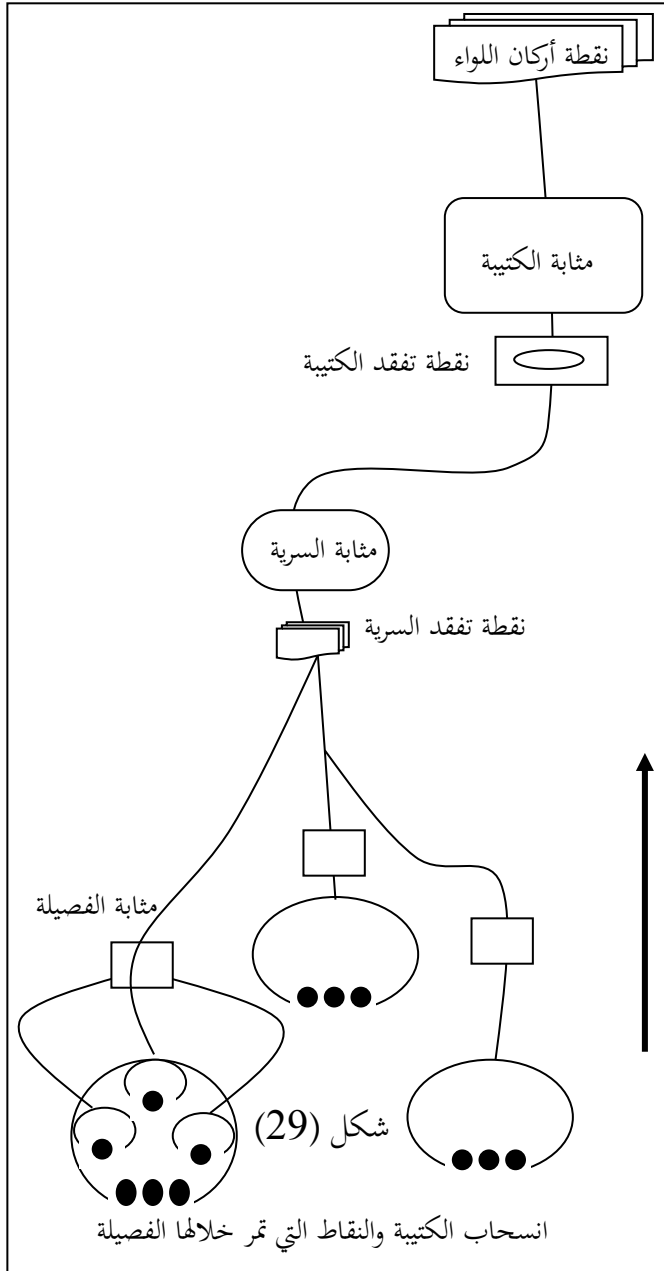 نقطة أركان اللواء
مثابة الكتيبة
نقطة تفقد الكتيبة
مثابة السرية
نقطة تفقد السرية
مثابة الفصيلة
شكل (29)
انسحاب الكتيبة والنقاط التي تمر خلالها الفصيلة